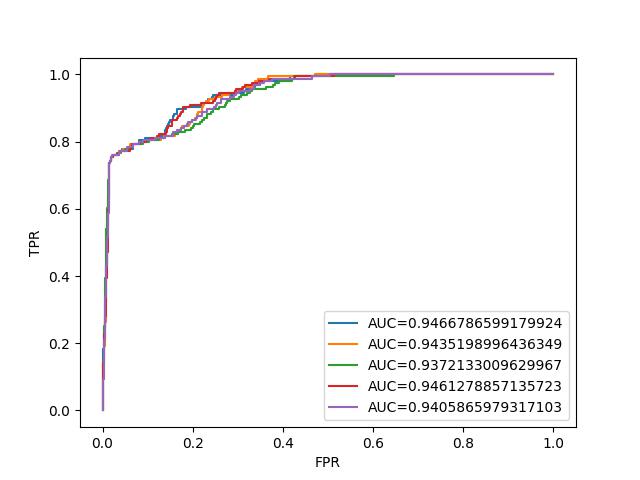 1.0
0.8
0.6
0.4
0.2
0.0
TPR
AUC=0.9466786599179924
AUC=0.9435198996436349
AUC=0.9372133009629967
AUC=0.9461278857135723
AUC=0.9405865979317103
0.0 0.2 0.4 0.6 0.8 1.0
FPR